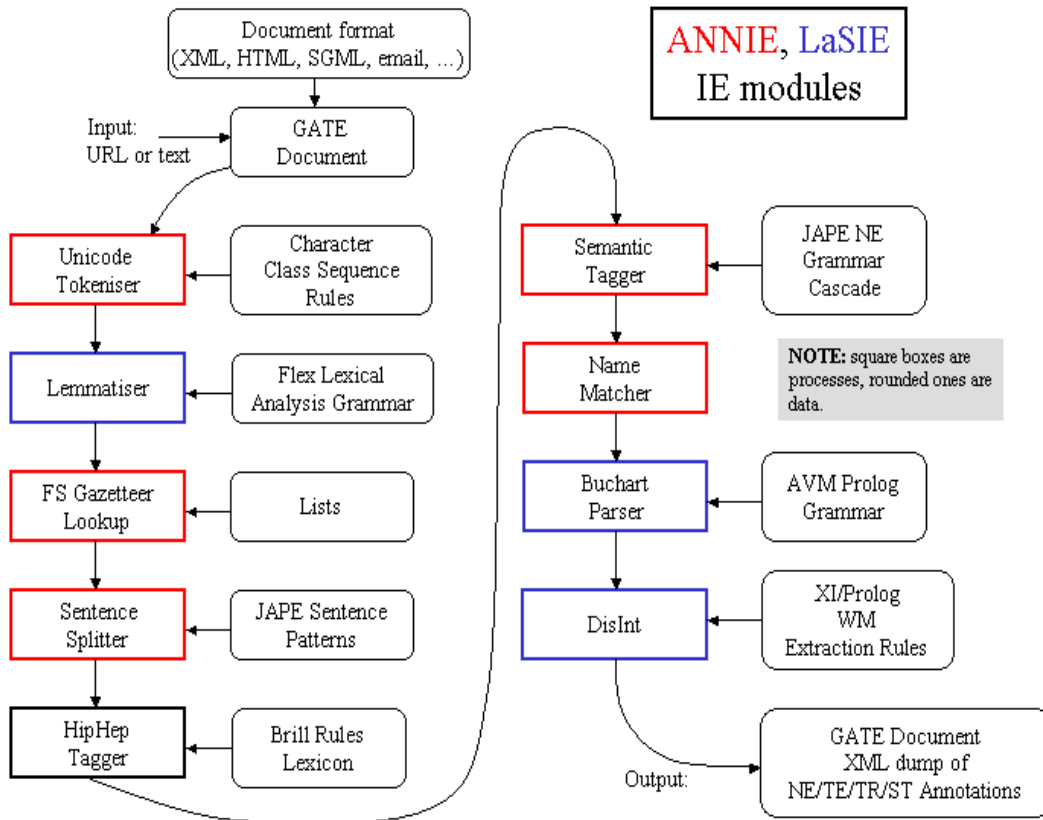 Document format
(XML, HTML, SGML, email, ...)
ANNIE, LaSIE
IE modules
Input:
URL or text
GATE
Document
Unicode
Tokeniser
Character
Class Sequence
Rules
Lemmatiser
Flex Lexical
Analysis Grammar
FS Gazetteer
Lookup
Lists
Sentence
Splitter
JAPE Sentence
Patterns
HipHep
Tagger
Brill Rules
Lexicon
Semantic
Tagger
JAPE NE
Grammar
Cascade
NOTE: square boxes are
processes, rounded ones are
data.
Name
Matcher
Buchart
Parser
AVM Prolog
Grammar
DisInt
XI/Prolog
WM
Extraction Rules
Output:
GATE Document
XML dump of
NE/TE/TR/ST Annotations